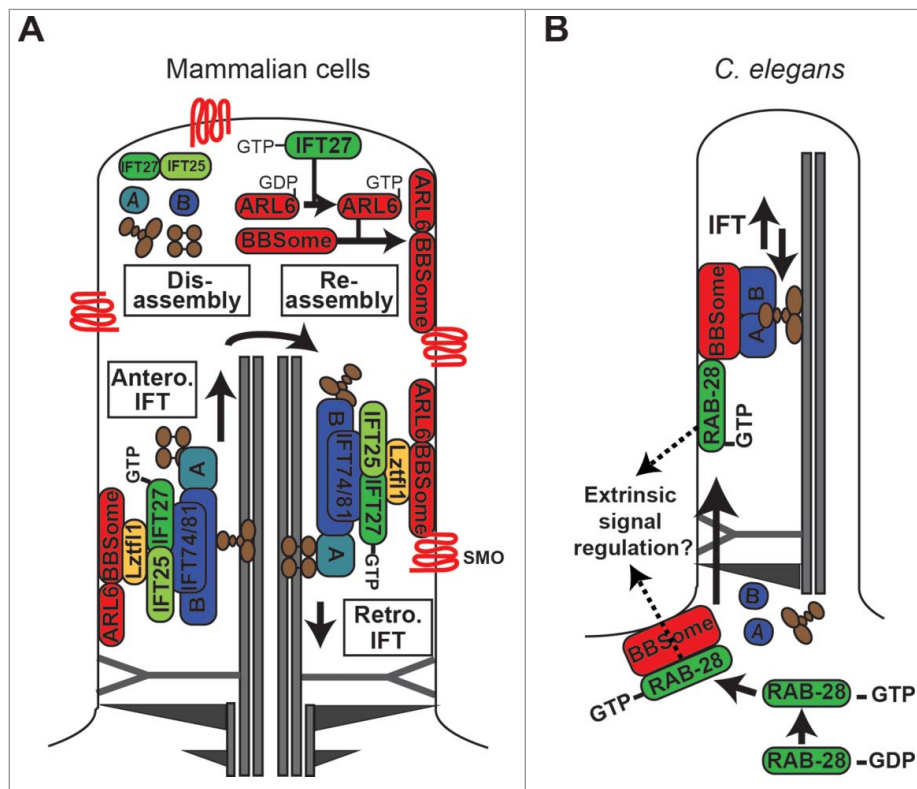 A
Mammalian cells
GTP
IFT27
IFT27
IFT25
A
B
GDP
GTP
ARL6
ARL6
BBSome
ARL6
BBSome
Dis-
assembly
Re-
assembly
Antero.
IFT
GTP
A
IFT27
IFT25
IFT74/81
B
Lztfl1
BBSome
ARL6
B
IFT74/81
IFT25
IFT27
Lztfl1
ARL6
BBSome
A
GTP
SMO
Retro.
IFT
B
C. elegans
IFT
BBSome
B
A
RAB-28
GTP
Extrinsic
signal
regulation?
B
A
BBSome
RAB-28
GTP
RAB-28
GTP
RAB-28
GDP